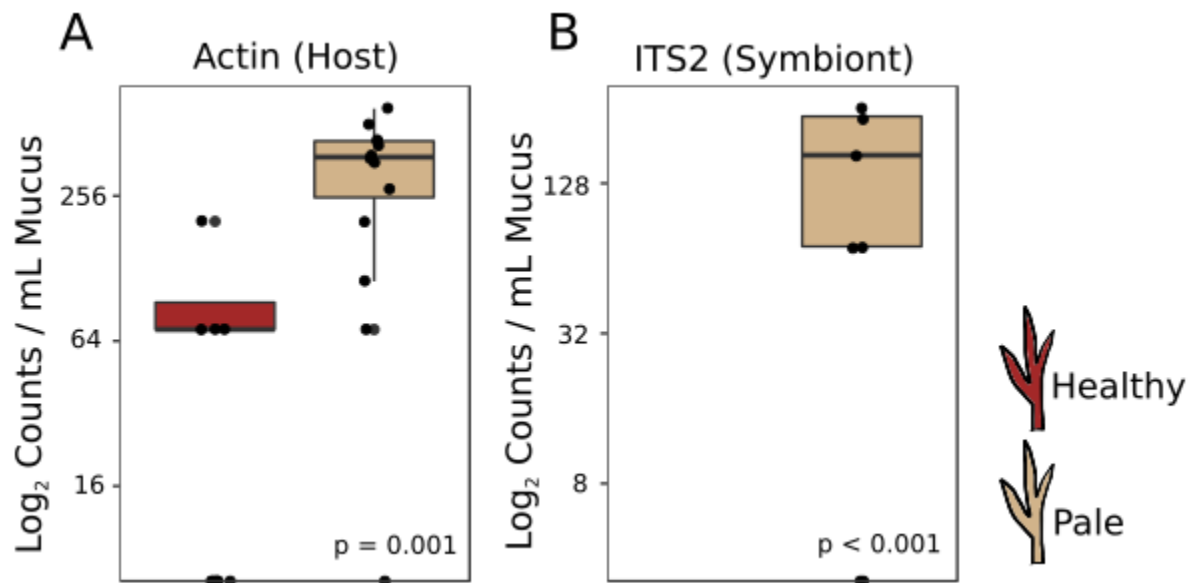 A
Actin (Host)
Log₂ Counts / mL Mucus
256
64
16
p = 0.001
B
ITS2 (Symbiont)
Log₂ Counts / mL Mucus
128
32
8
p < 0.001
Healthy
Pale